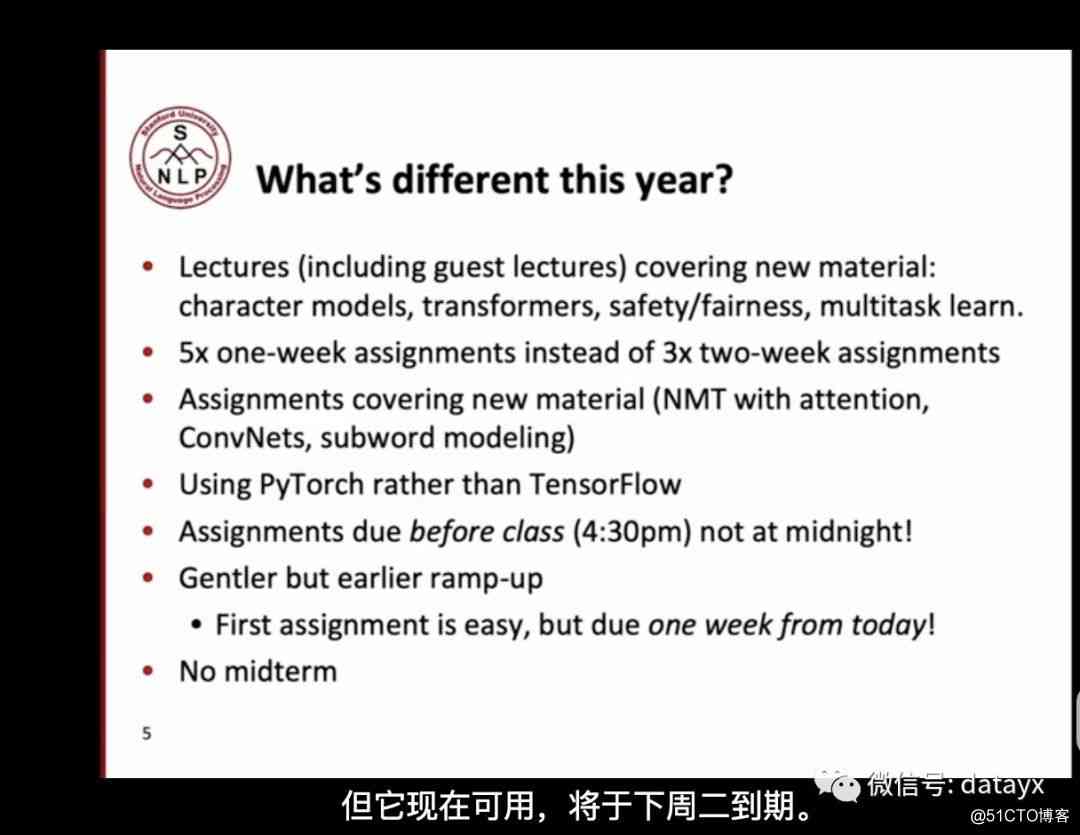 Stanford University
S
NLP
Natural Language Processing
What's different this year?
• Lectures (including guest lectures) covering new material:
character models, transformers, safety/fairness, multitask learn.
• 5x one-week assignments instead of 3x two-week assignments
• Assignments covering new material (NMT with attention,
ConvNets, subword modeling)
• Using PyTorch rather than TensorFlow
• Assignments due before class (4:30pm) not at midnight!
• Gentler but earlier ramp-up
• First assignment is easy, but due one week from today!
• No midterm
5
微信号: datayx
但它现在可用，将于下周二到期。
@51CTO博客